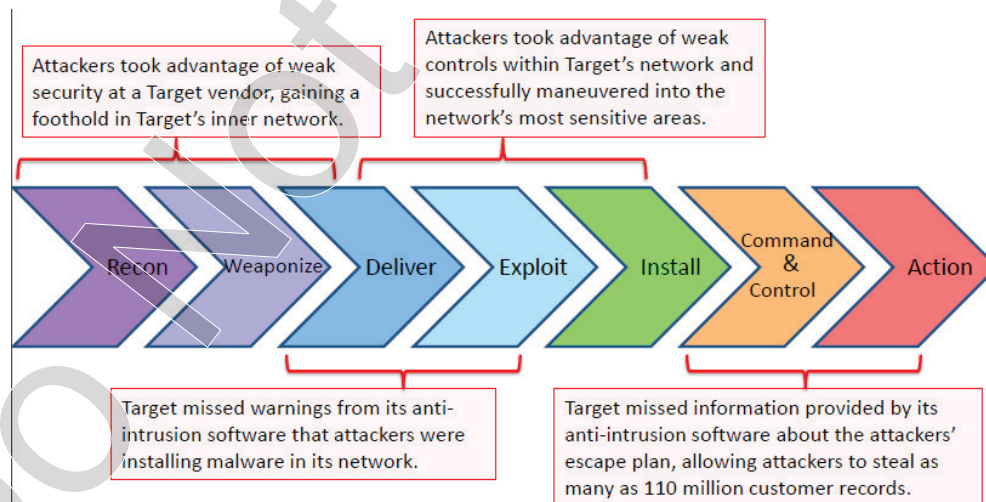 Attackers took advantage of weak
security at a Target vendor, gaining a
foothold in Target's inner network.
Attackers took advantage of weak
controls within Target's network and
successfully maneuvered into the
network's most sensitive areas.
Recon
Weaponize
Deliver
Exploit
Install
Command
&
Control
Action
Target missed warnings from its anti-
intrusion software that attackers were
installing malware in its network.
Target missed information provided by its
anti-intrusion software about the attackers'
escape plan, allowing attackers to steal as
many as 110 million customer records.
Not